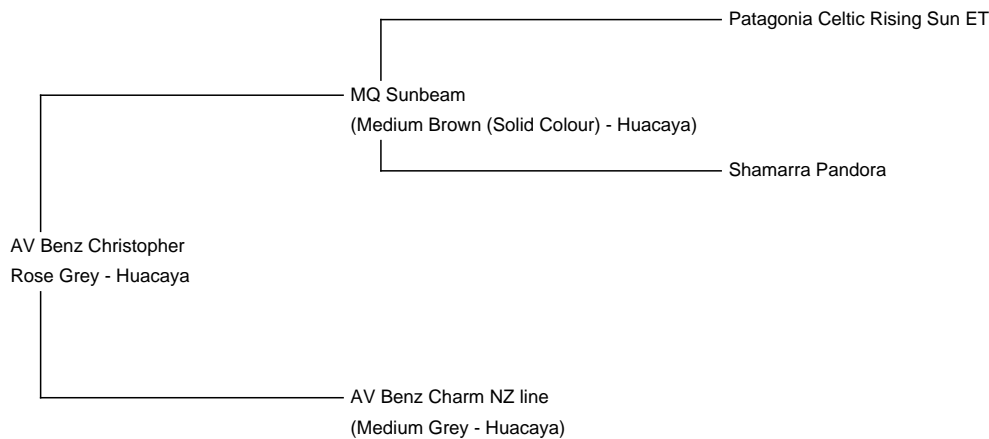 Patagonia Celtic Rising Sun ET
MQ Sunbeam
(Medium Brown (Solid Colour) - Huacaya)
Shamarra Pandora
AV Benz Christopher
Rose Grey - Huacaya
AV Benz Charm NZ line
(Medium Grey - Huacaya)